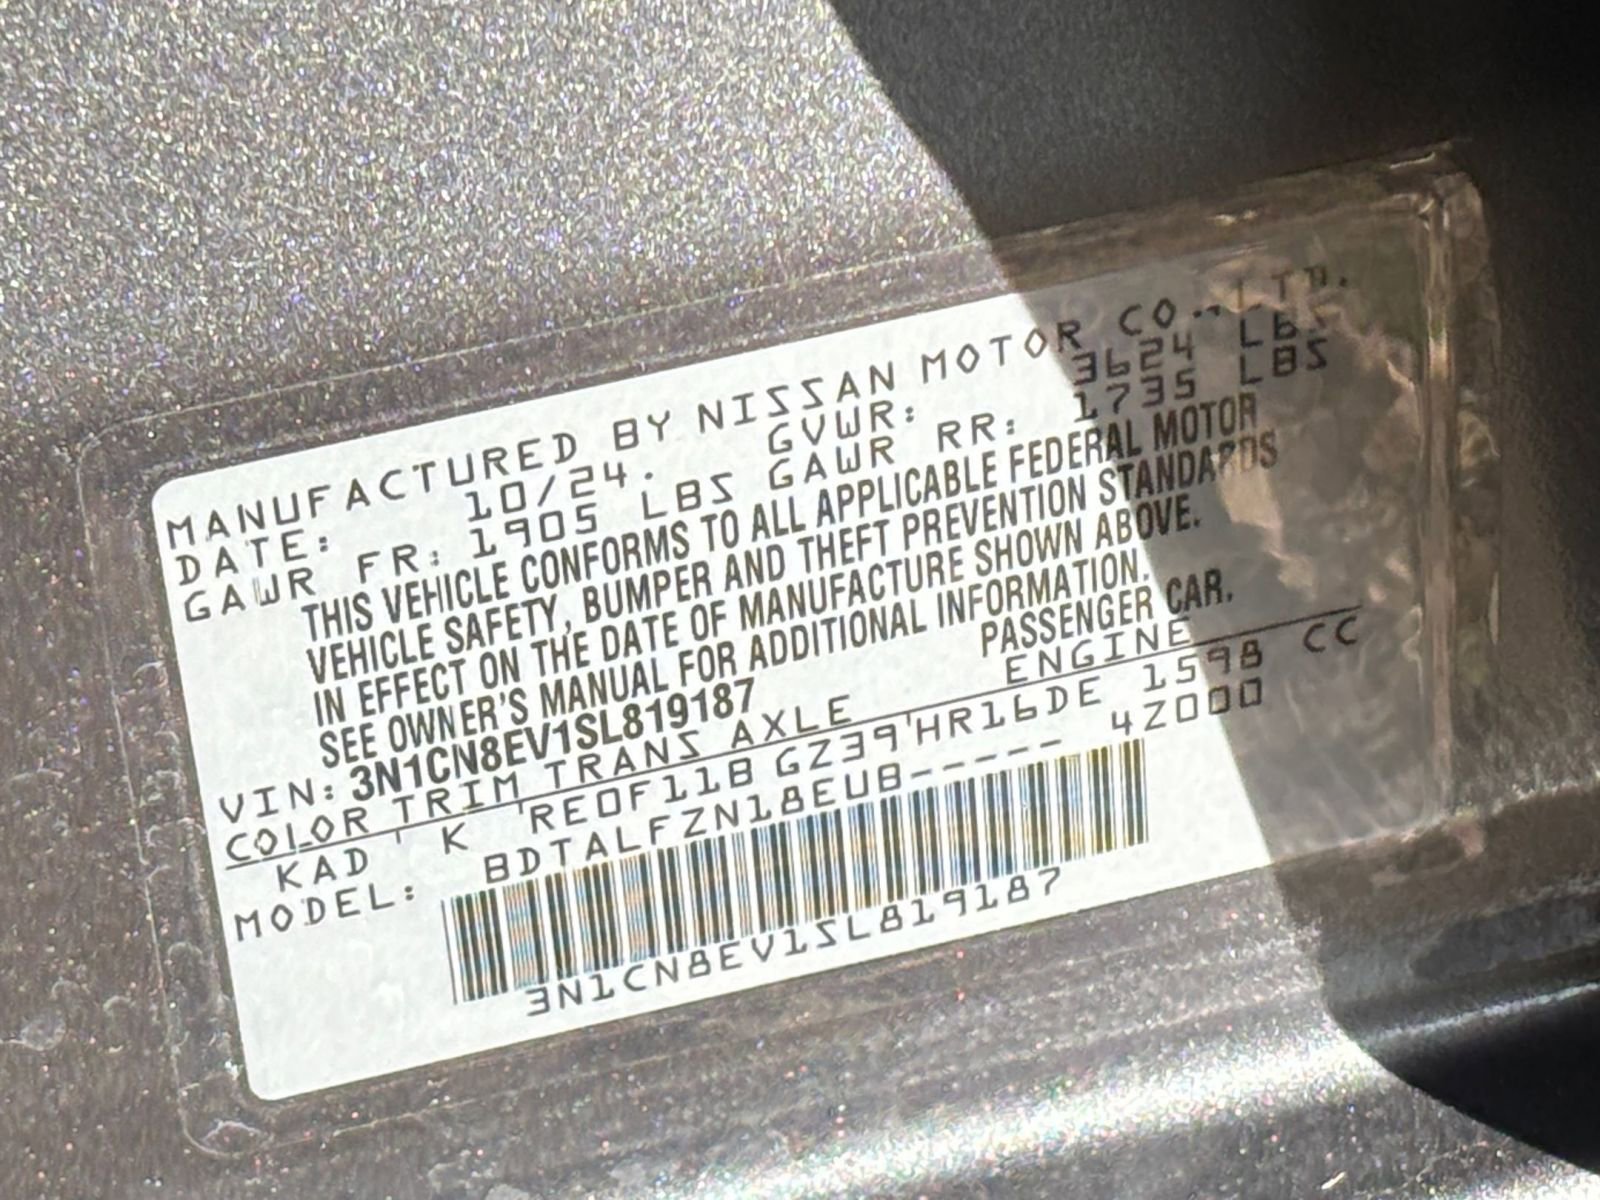 MANUFACTURED BY NISSAN MOTOR CO., LTD.
DATE: 10/24. GVWR: 3624 LBS
GAWR FR: 1905 LBS GAWR RR: 1735 LBS
THIS VEHICLE CONFORMS TO ALL APPLICABLE FEDERAL MOTOR
VEHICLE SAFETY, BUMPER AND THEFT PREVENTION STANDARDS
IN EFFECT ON THE DATE OF MANUFACTURE SHOWN ABOVE.
SEE OWNER'S MANUAL FOR ADDITIONAL INFORMATION.
VIN: 3N1CN8EV1SL819187 PASSENGER CAR.
COLOR TRIM TRANS AXLE ENGINE
KAD K RE0F11B GZ39 HR16DE 1598 CC
MODEL: BDTALFZN18EUB----- 4Z000
3N1CN8EV1SL819187